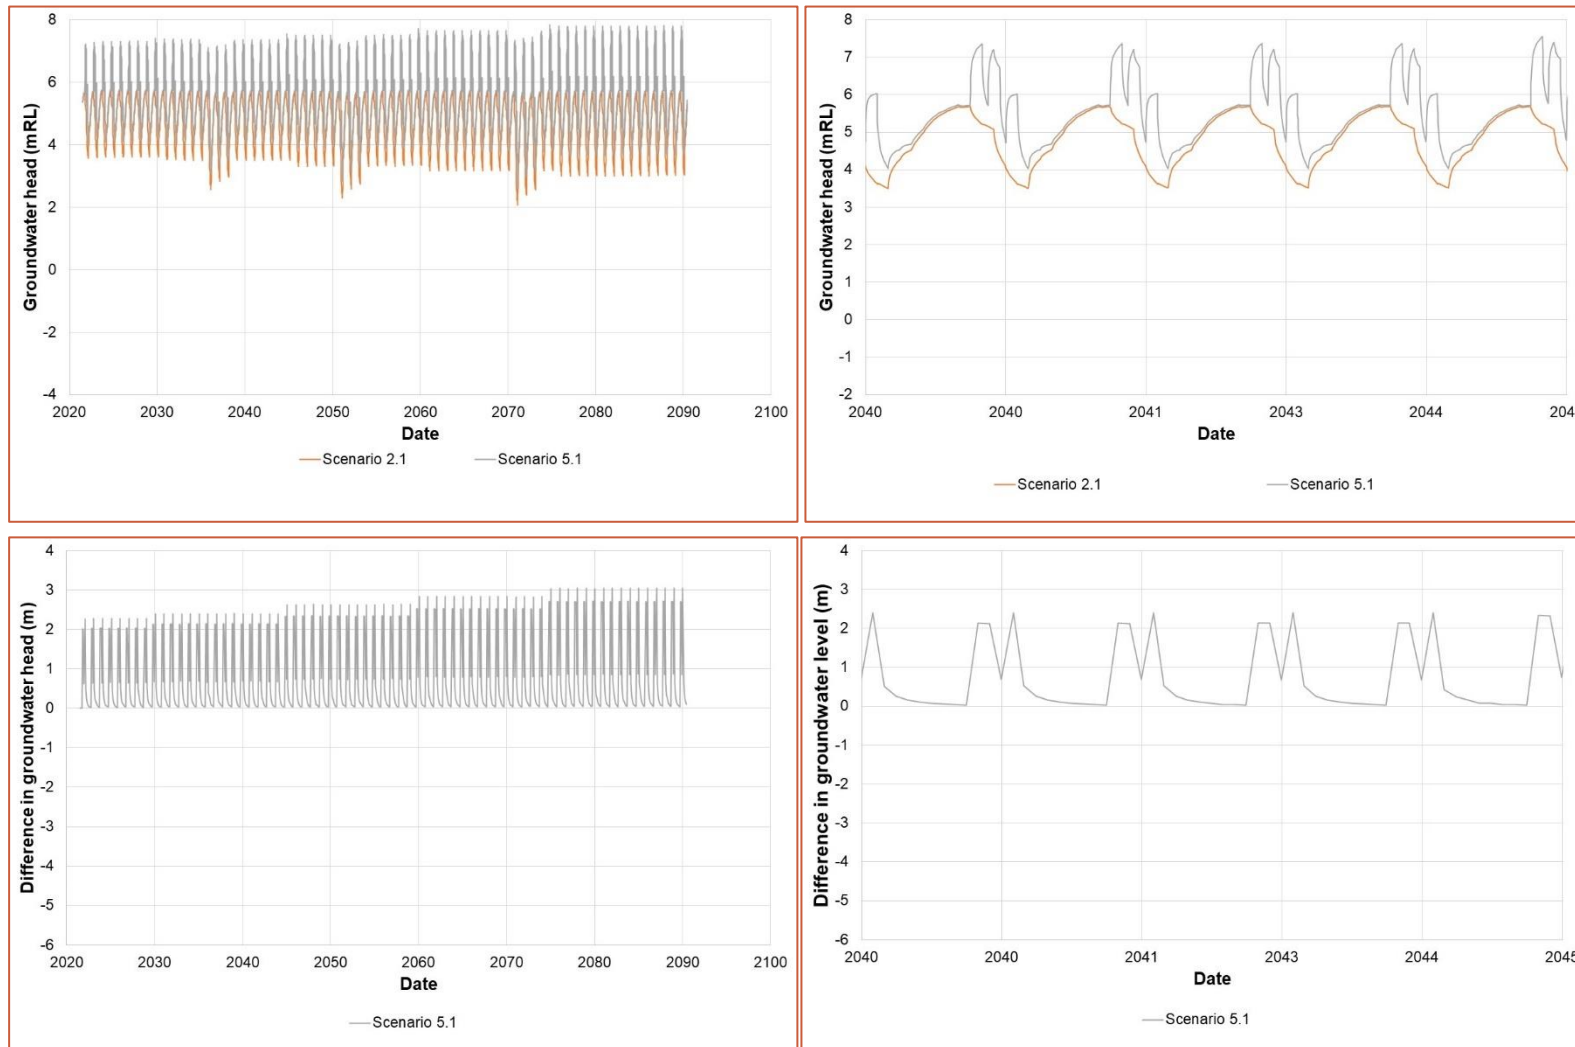 8
6
4
2
0
-2
-4
Groundwater head (mRL)
2020 2030 2040 2050 2060 2070 2080 2090 2100
Date
Scenario 2.1 Scenario 5.1
8
7
6
5
4
3
2
1
0
-1
-2
Groundwater head (mRL)
2040 2040 2041 2043 2044 204
Date
Scenario 2.1 Scenario 5.1
4
3
2
1
0
-1
-2
-3
-4
-5
-6
Difference in groundwater head (m)
2020 2030 2040 2050 2060 2070 2080 2090 2100
Date
Scenario 5.1
4
3
2
1
0
-1
-2
-3
-4
-5
-6
Difference in groundwater level (m)
2040 2040 2041 2043 2044 2045
Date
Scenario 5.1